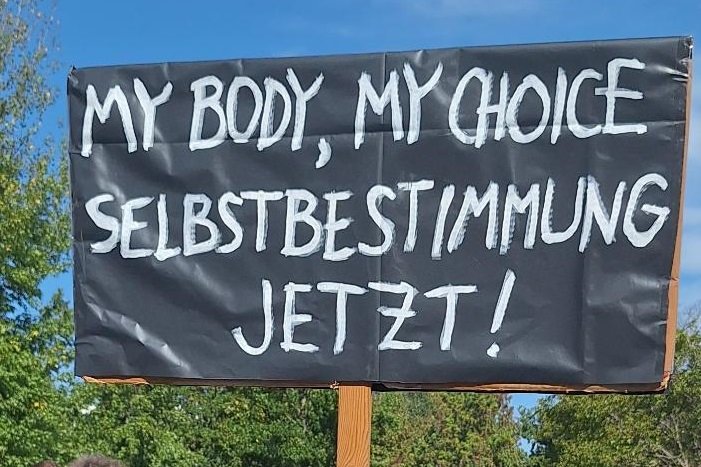 MY BODY, MY CHOICE
SELBSTBESTIMMUNG
JETZT!